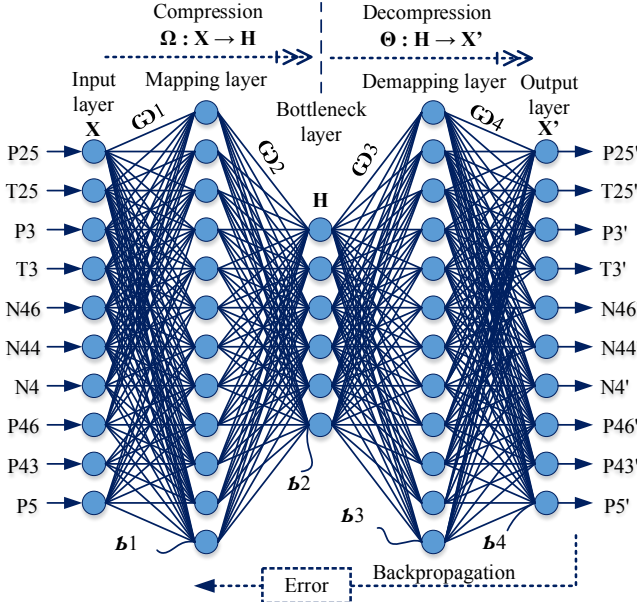 Compression
Ω : X → H
Decompression
Θ : H → X’
Input layer
X
Mapping layer
Bottleneck layer
H
Demapping layer
Output layer
X’
ω1
ω2
ω3
ω4
P25
T25
P3
T3
N46
N44
N4
P46
P43
P5
P25'
T25'
P3'
T3'
N46
N44
N4'
P46'
P43'
P5'
b1
b2
b3
b4
Error
Backpropagation